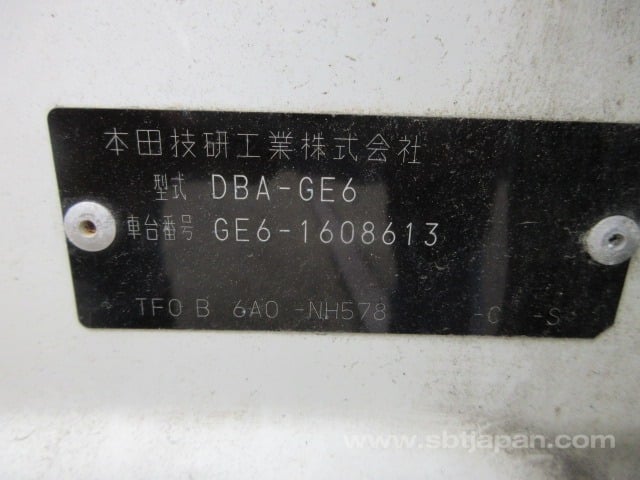 本田技研工業株式会社
型式 DBA-GE6
車台番号 GE6-1608613
TF0 B 6A0 -NH578 -C -S
www.sbtjapan.com